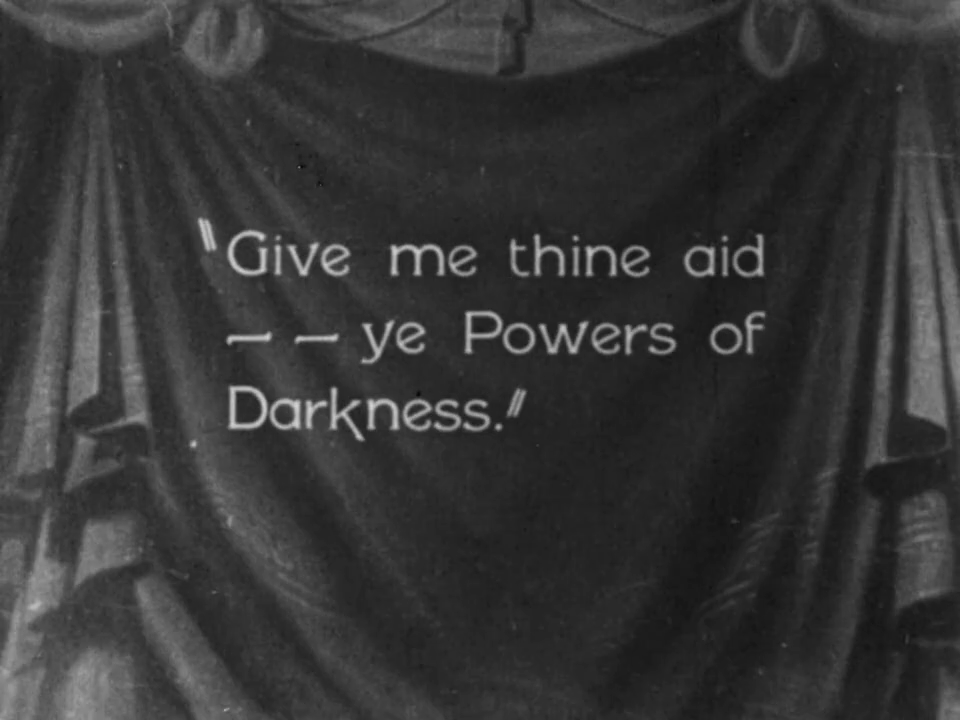 "Give me thine aid
— — ye Powers of
Darkness."